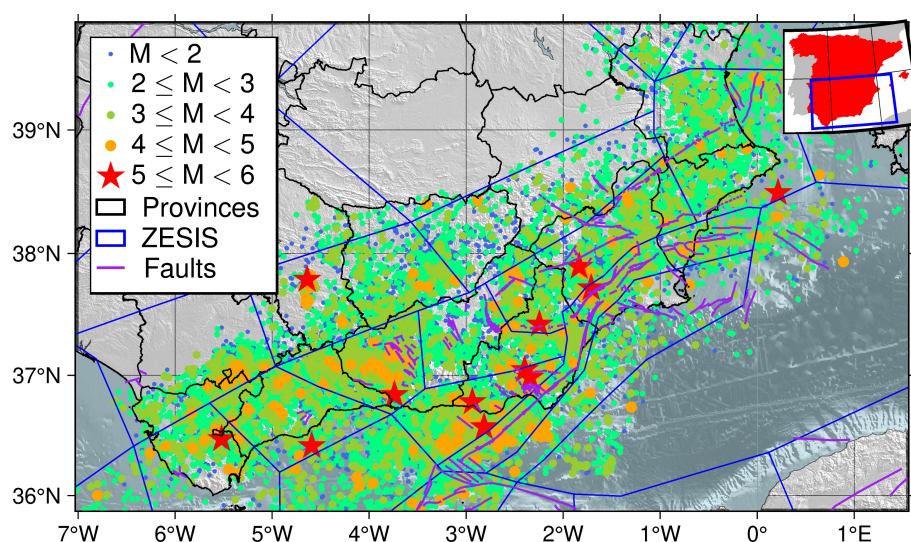 M < 2
2 ≤ M < 3
3 ≤ M < 4
4 ≤ M < 5
5 ≤ M < 6
Provinces
ZESIS
Faults
39°N
38°N
37°N
36°N
7°W 6°W 5°W 4°W 3°W 2°W 1°W 0° 1°E